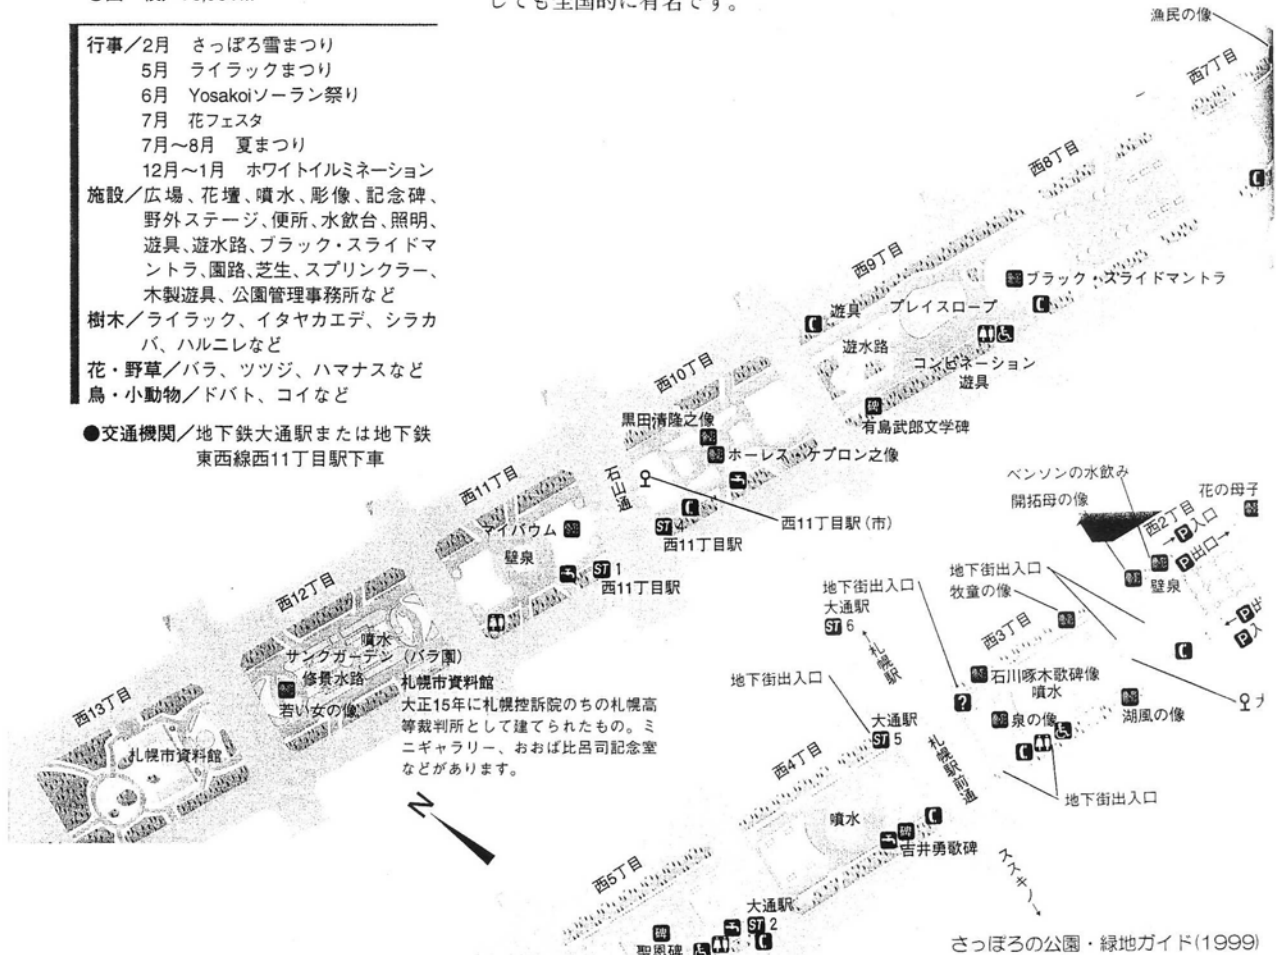 しても全国的に有名です。
行事／2月　さっぽろ雪まつり
5月　ライラックまつり
6月　Yosakoiソーラン祭り
7月　花フェスタ
7月～8月　夏まつり
12月～1月　ホワイトイルミネーション
施設／広場、花壇、噴水、彫像、記念碑、
野外ステージ、便所、水飲台、照明、
遊具、遊水路、ブラック・スライドマ
ントラ、園路、芝生、スプリンクラー、
木製遊具、公園管理事務所など
樹木／ライラック、イタヤカエデ、シラカ
バ、ハルニレなど
花・野草／バラ、ツツジ、ハマナスなど
鳥・小動物／ドバト、コイなど
●交通機関／地下鉄大通駅または地下鉄
東西線西11丁目駅下車
漁民の像
西7丁目
西8丁目
西9丁目
ブラック・スライドマントラ
遊具
プレイスロープ
遊水路
コンビネーション
遊具
碑
有島武郎文学碑
西10丁目
黒田清隆之像
ホーレス・ケプロン之像
石山通
西11丁目駅（市）
ST 4
西11丁目駅
西11丁目
マイバウム
壁泉
ST 1
西11丁目駅
西12丁目
噴水
サンクガーデン（バラ園）
修景水路
若い女の像
西13丁目
札幌市資料館
札幌市資料館
大正15年に札幌控訴院のちの札幌高
等裁判所として建てられたもの。ミ
ニギャラリー、おおば比呂司記念室
などがあります。
N
ベンソンの水飲み
開拓母の像
花の母子
西2丁目
P入口
P出口
壁泉
P
P
地下街出入口
牧童の像
西3丁目
地下街出入口
大通駅
ST 6
札幌駅
石川啄木歌碑像
噴水
?
泉の像
湖風の像
地下街出入口
地下街出入口
大通駅
ST 5
札幌駅前通
西4丁目
噴水
碑
吉井勇歌碑
ススキノ
西5丁目
大通駅
ST 2
碑
聖恩碑
さっぽろの公園・緑地ガイド(1999)